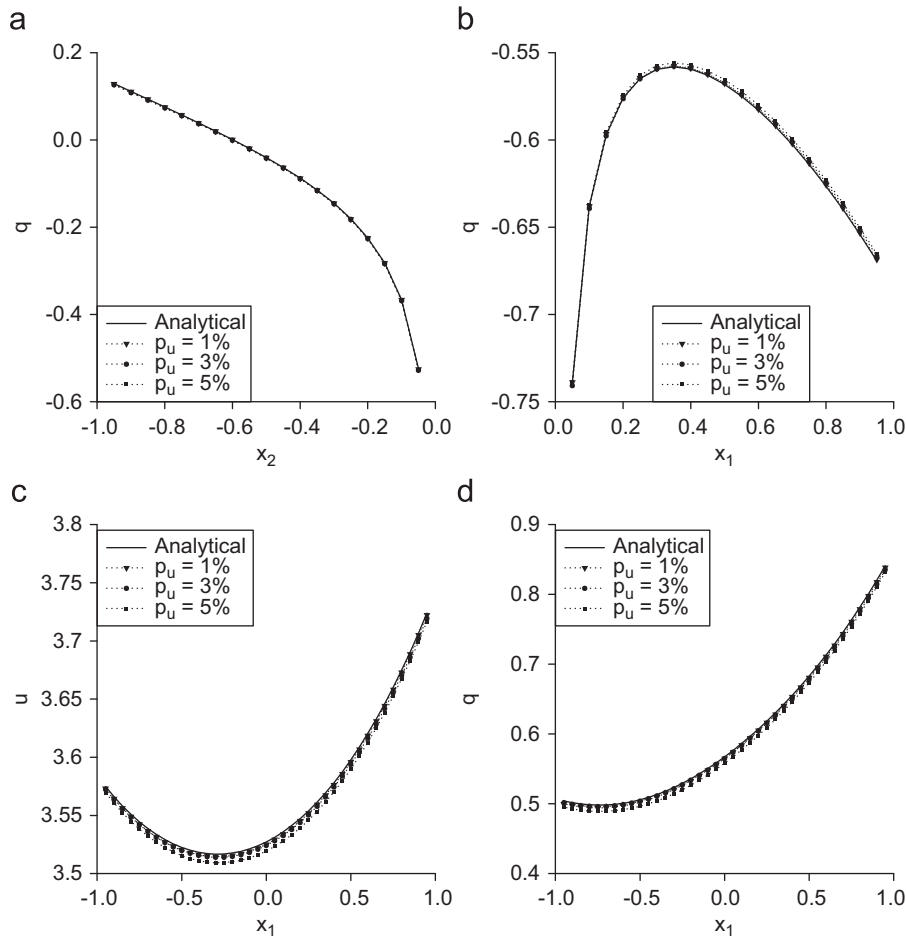 a
0.2
0.0
-0.2
-0.4
-0.6
q
Analytical
pu = 1%
pu = 3%
pu = 5%
-1.0 -0.8 -0.6 -0.4 -0.2 0.0
x2
b
-0.55
-0.6
-0.65
-0.7
-0.75
q
Analytical
pu = 1%
pu = 3%
pu = 5%
0.0 0.2 0.4 0.6 0.8 1.0
x1
c
3.8
3.75
3.7
3.65
3.6
3.55
3.5
u
Analytical
pu = 1%
pu = 3%
pu = 5%
-1.0 -0.5 0.0 0.5 1.0
x1
d
0.9
0.8
0.7
0.6
0.5
0.4
q
Analytical
pu = 1%
pu = 3%
pu = 5%
-1.0 -0.5 0.0 0.5 1.0
x1